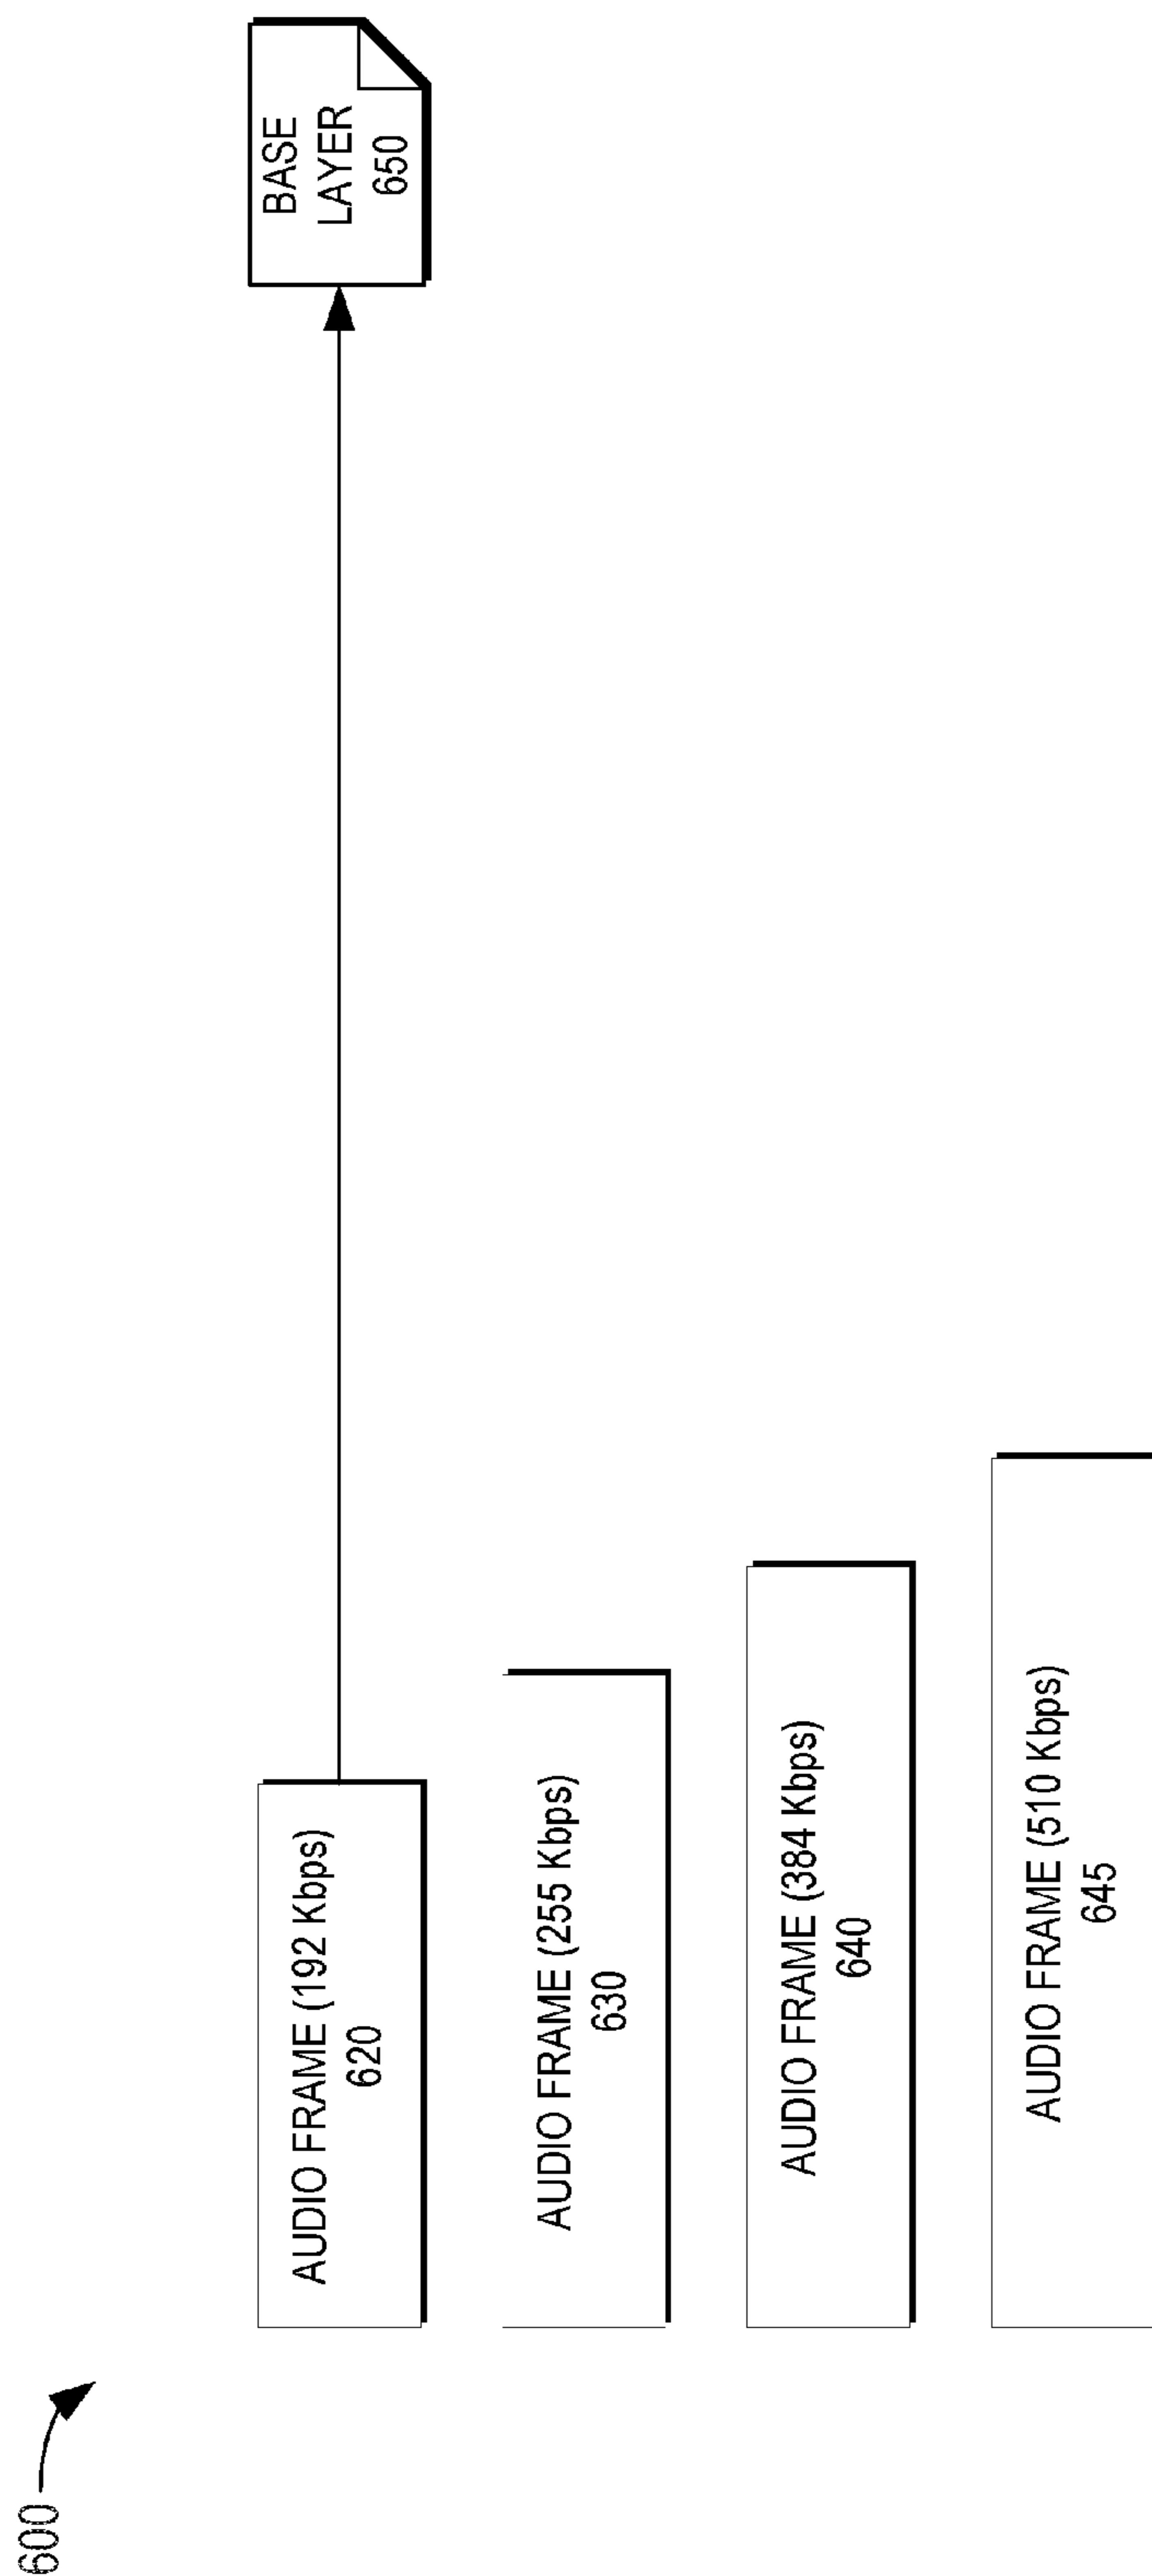 600
AUDIO FRAME (192 Kbps)
620
BASE
LAYER
650
AUDIO FRAME (255 Kbps)
630
AUDIO FRAME (384 Kbps)
640
AUDIO FRAME (510 Kbps)
645